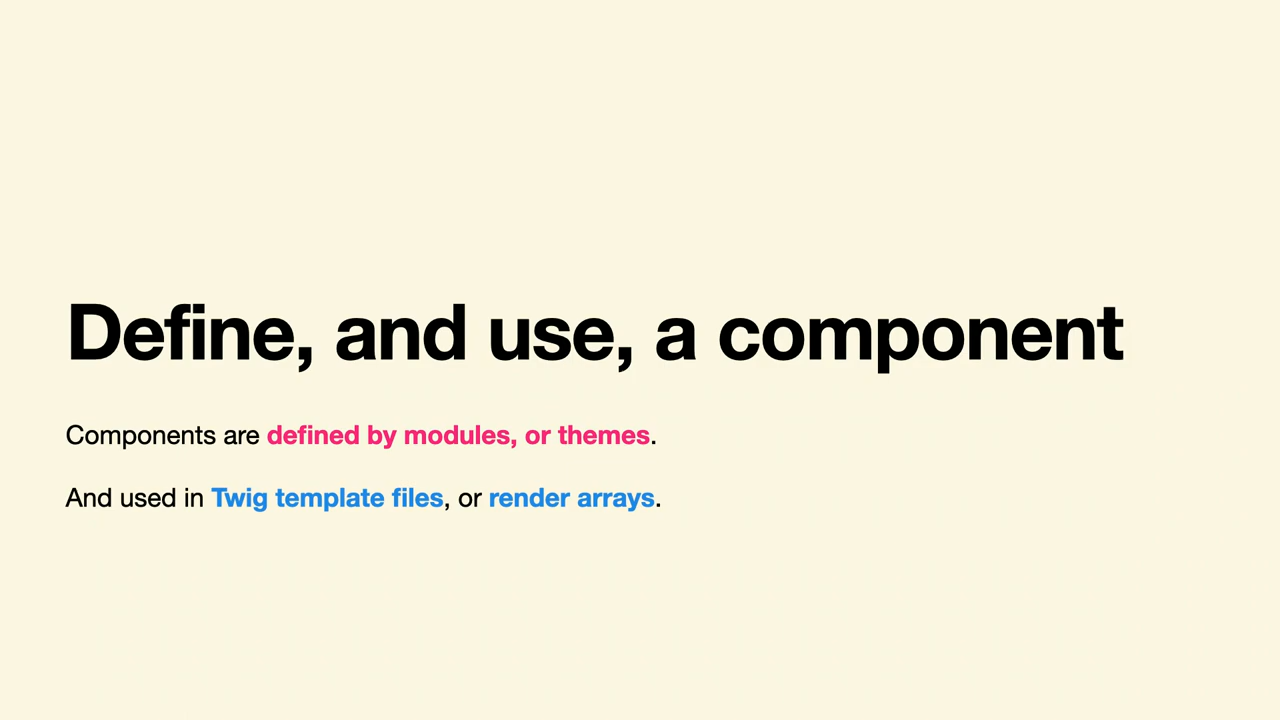 Define, and use, a component
Components are defined by modules, or themes.
And used in Twig template files, or render arrays.